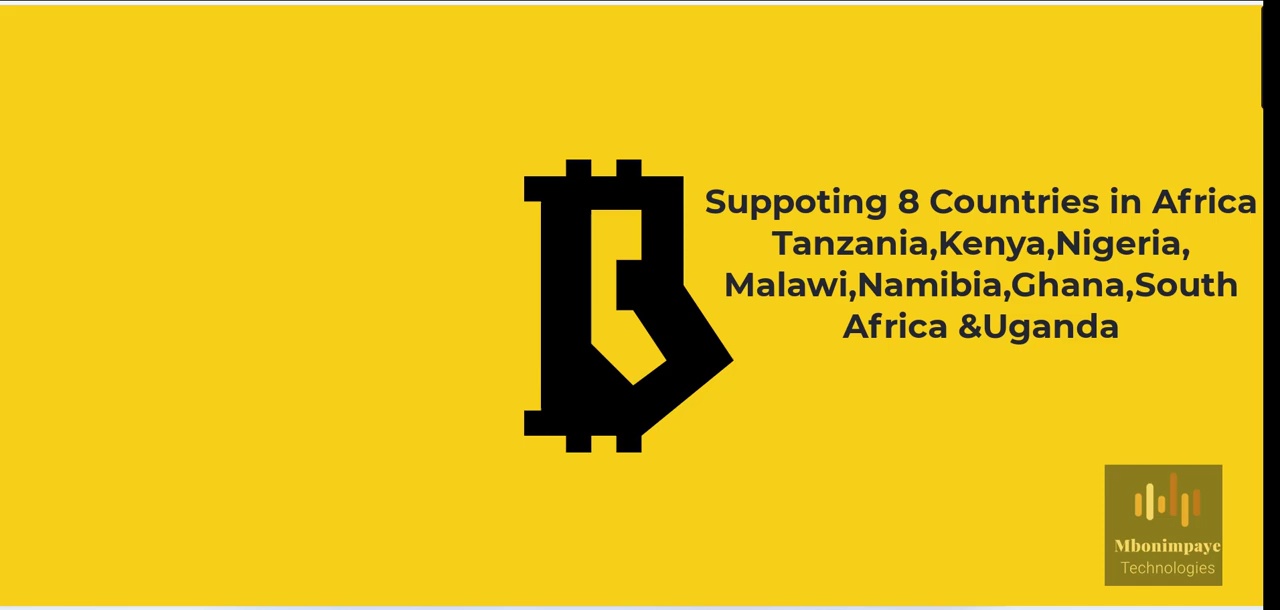 Suppoting 8 Countries in Africa
Tanzania,Kenya,Nigeria,
Malawi,Namibia,Ghana,South
Africa &Uganda
Mbonimpaye
Technologies